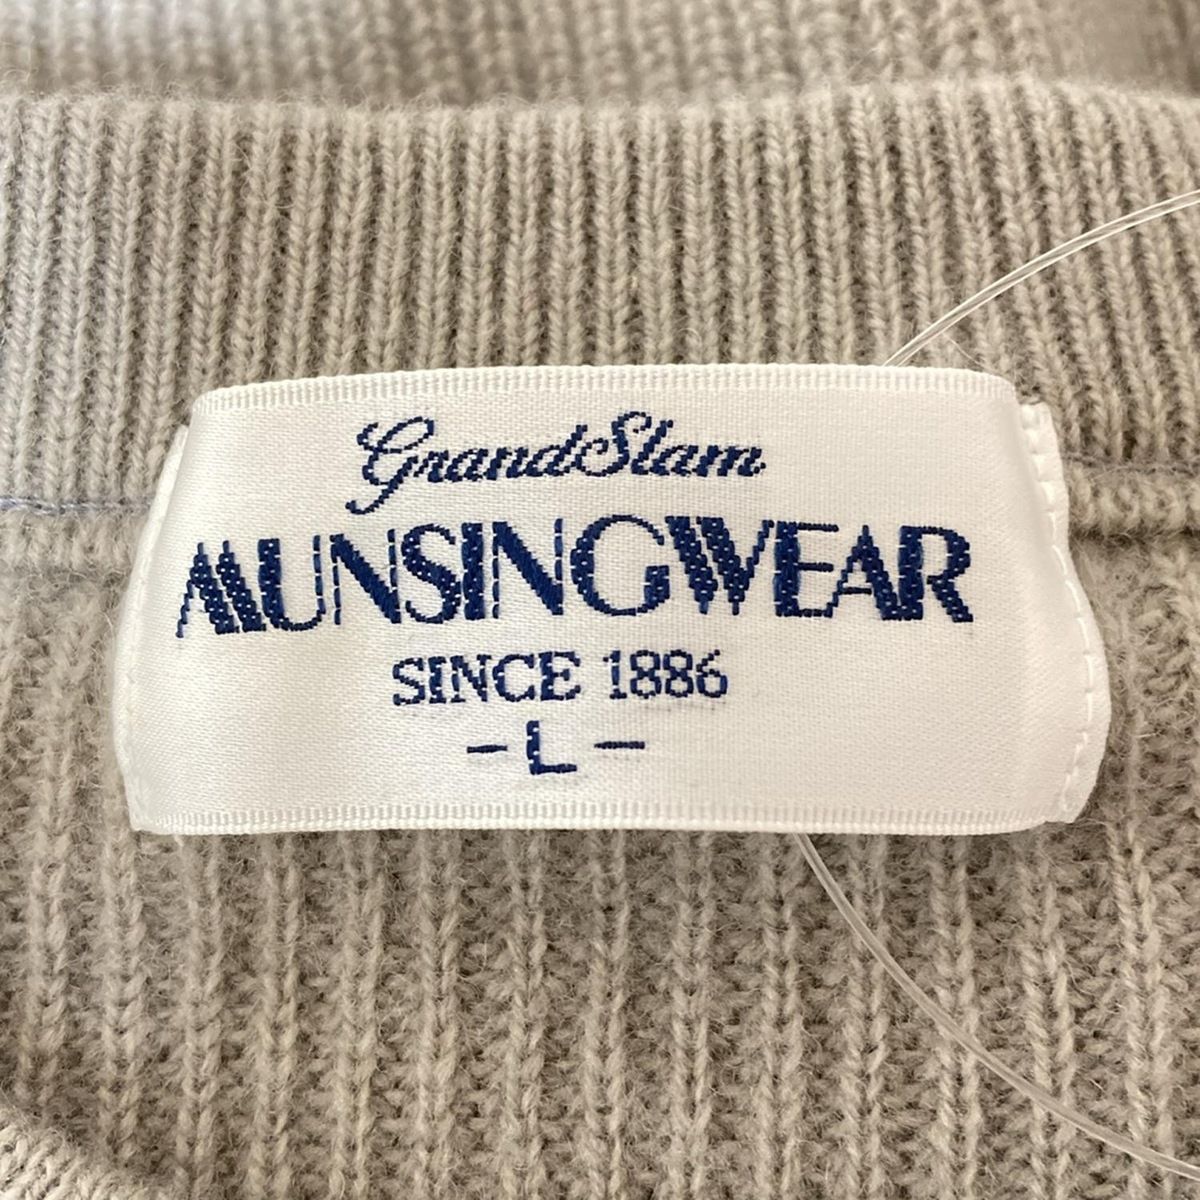 GrandSlam
MUNSINGWEAR
SINCE 1886
- L -